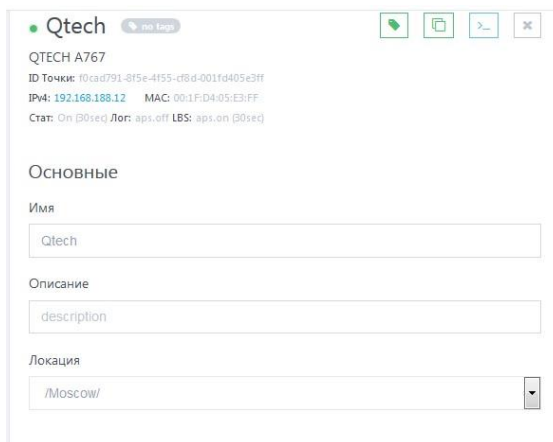 Qtech no tags
QTECH A767
ID Точки: f0cad791-8f5e-4f55-cf8d-001fd405e3ff
IPv4: 192.168.188.12 MAC: 00:1F:D4:05:E3:FF
Стат: On (30sec) Лог: aps.off LBS: aps.on (30sec)
Основные
Имя
Qtech
Описание
description
Локация
/Moscow/